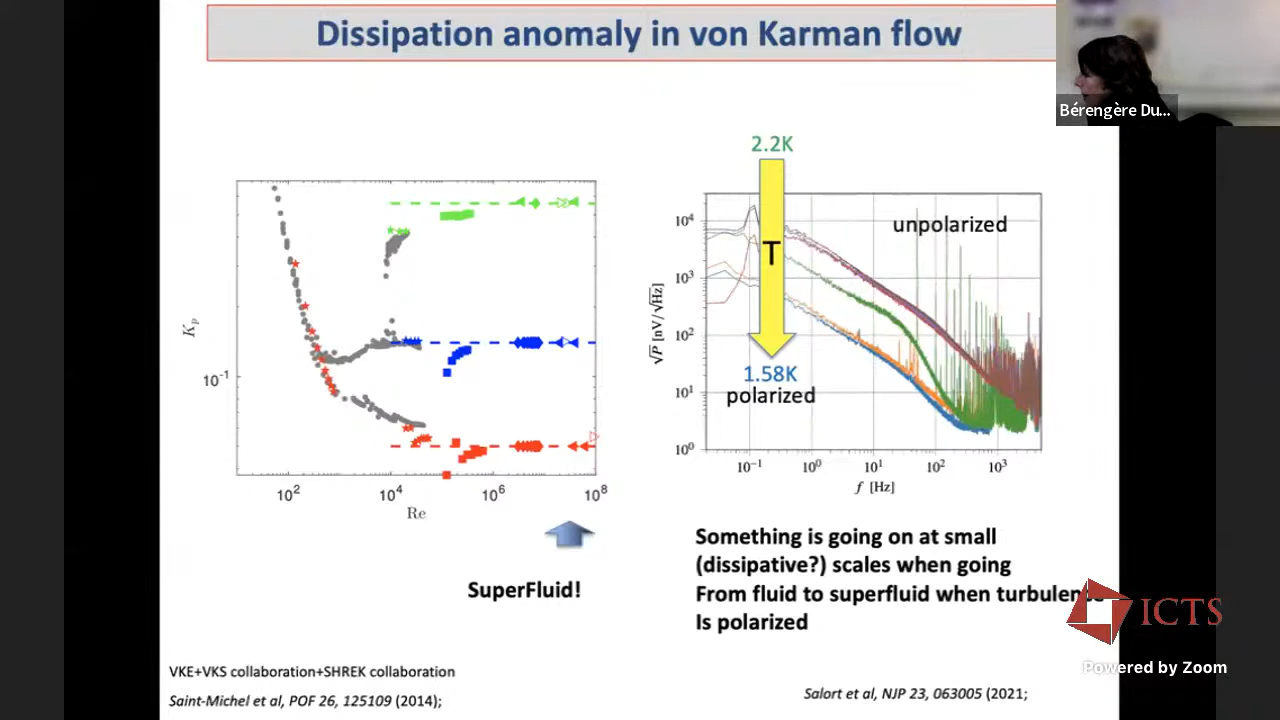 Dissipation anomaly in von Karman flow
Bérengère Du...
2.2K
unpolarized
T
1.58K
polarized
10⁴
10³
10²
10¹
10⁰
√P [nV/√Hz]
10⁻¹ 10⁰ 10¹ 10² 10³
f [Hz]
Kₚ
10⁻¹
10² 10⁴ 10⁶ 10⁸
Re
SuperFluid!
Something is going on at small
(dissipative?) scales when going
From fluid to superfluid when turbulence
Is polarized
ICTS
Powered by Zoom
VKE+VKS collaboration+SHREK collaboration
Saint-Michel et al, POF 26, 125109 (2014);
Salort et al, NJP 23, 063005 (2021;